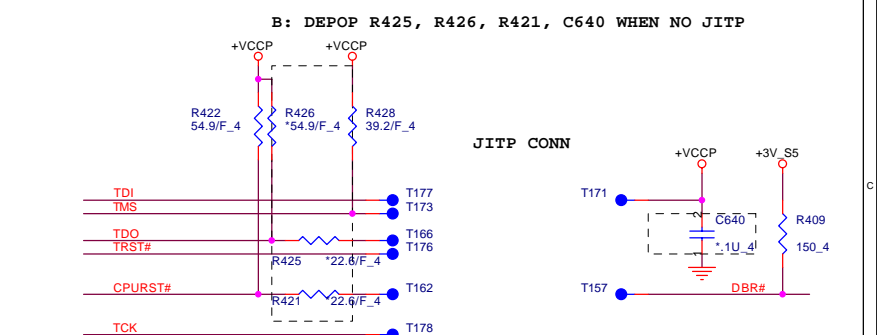 B: DEPOP R425, R426, R421, C640 WHEN NO JITP
+VCCP
+VCCP
R422
54.9/F_4
R426
*54.9/F_4
R428
39.2/F_4
JITP CONN
+VCCP
+3V_S5
C
TDI
T177
T171
TMS
T173
2
C640
R409
TDO
T166
*.1U_4
150_4
TRST#
T176
1
R425
*22.6/F_4
CPURST#
T162
T157
DBR#
R421
*22.6/F_4
TCK
T178